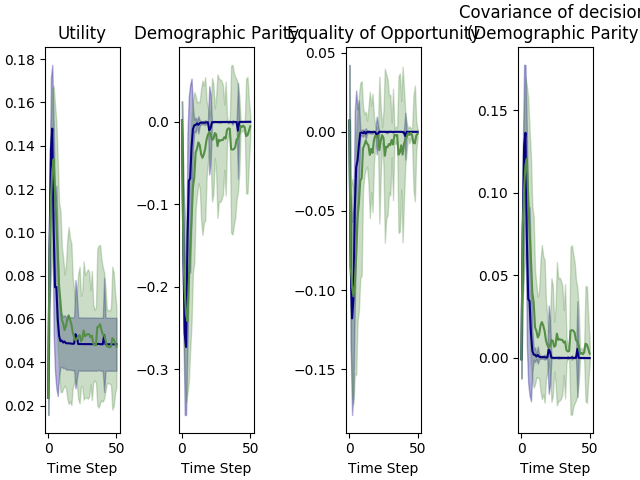 Utility
Demographic Parity
Equality of Opportunity
Covariance of decision
(Demographic Parity
0.18
0.16
0.14
0.12
0.10
0.08
0.06
0.04
0.02
0.0
−0.1
−0.2
−0.3
0.05
0.00
−0.05
−0.10
−0.15
0.15
0.10
0.05
0.00
0 50
0 50
0 50
0 50
Time Step
Time Step
Time Step
Time Step